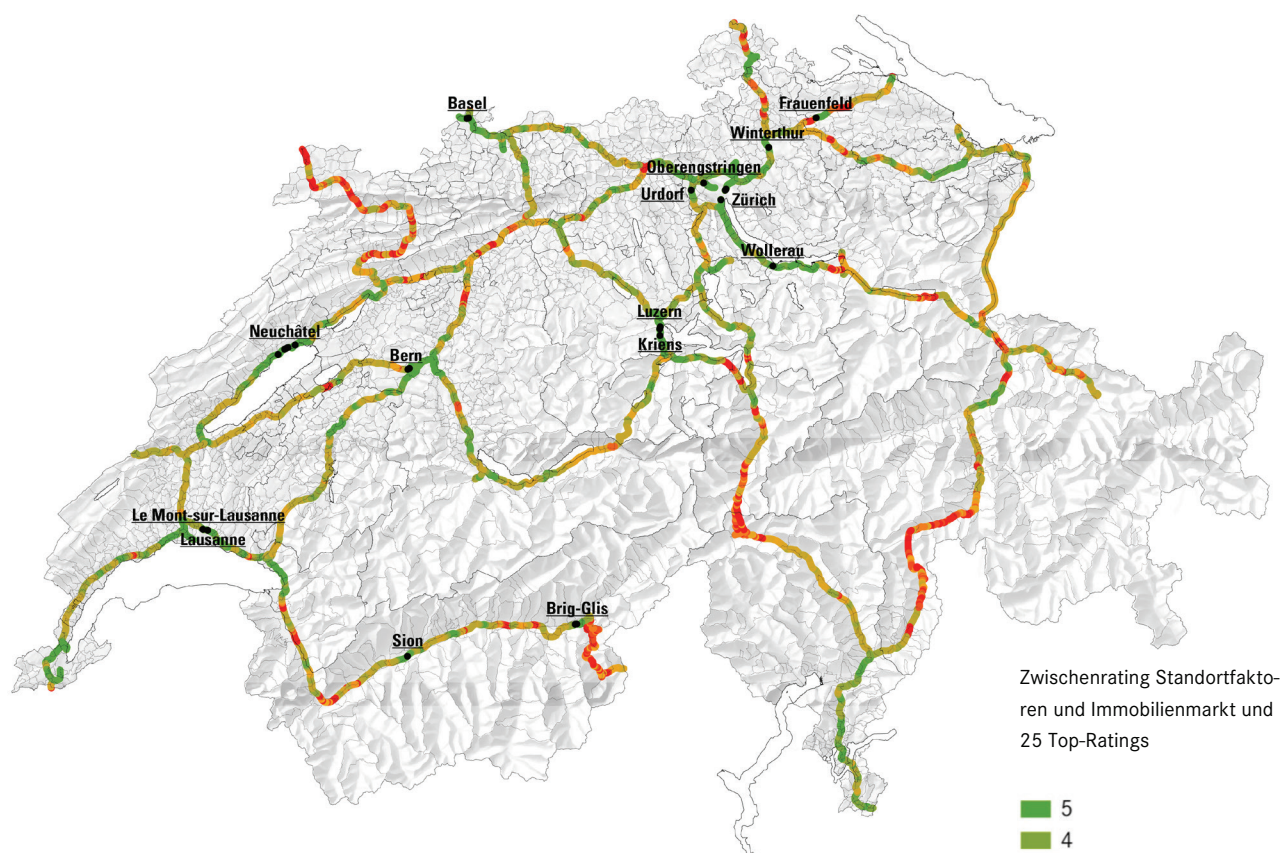 Basel
Frauenfeld
Winterthur
Oberengstringen
Urdorf
Zürich
Wollerau
Luzern
Kriens
Neuchâtel
Bern
Le Mont-sur-Lausanne
Lausanne
Brig-Glis
Sion
Zwischenrating Standortfakto-
ren und Immobilienmarkt und
25 Top-Ratings
5
4